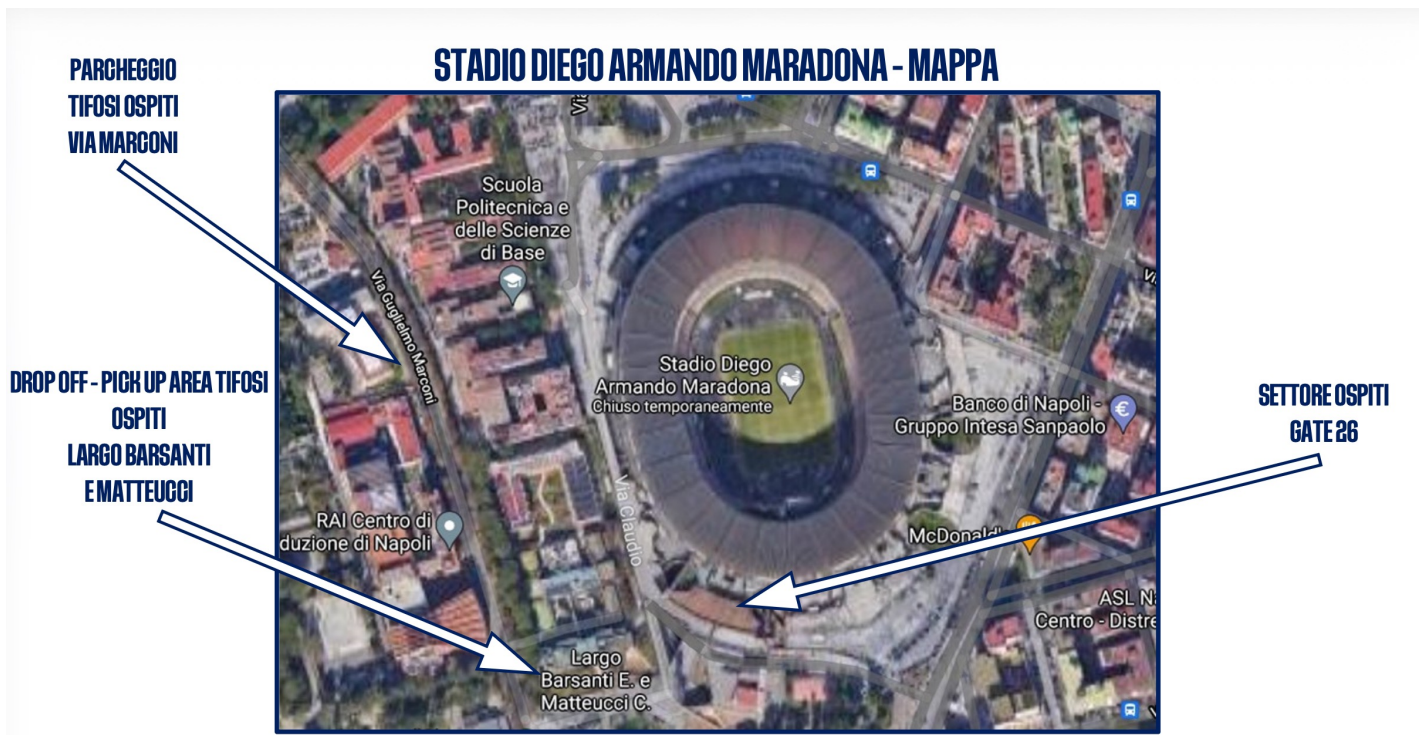 STADIO DIEGO ARMANDO MARADONA - MAPPA
PARCHEGGIO
TIFOSI OSPITI
VIA MARCONI
DROP OFF - PICK UP AREA TIFOSI
OSPITI
LARGO BARSANTI
E MATTEUCCI
SETTORE OSPITI
GATE 26
Scuola
Politecnica e
delle Scienze
di Base
Via Guglielmo Marconi
Stadio Diego
Armando Maradona
Chiuso temporaneamente
Banco di Napoli -
Gruppo Intesa Sanpaolo
Via Claudio
RAI Centro di
duzione di Napoli
McDonald'
ASL N
Centro - Distre
Largo
Barsanti E. e
Matteucci C.